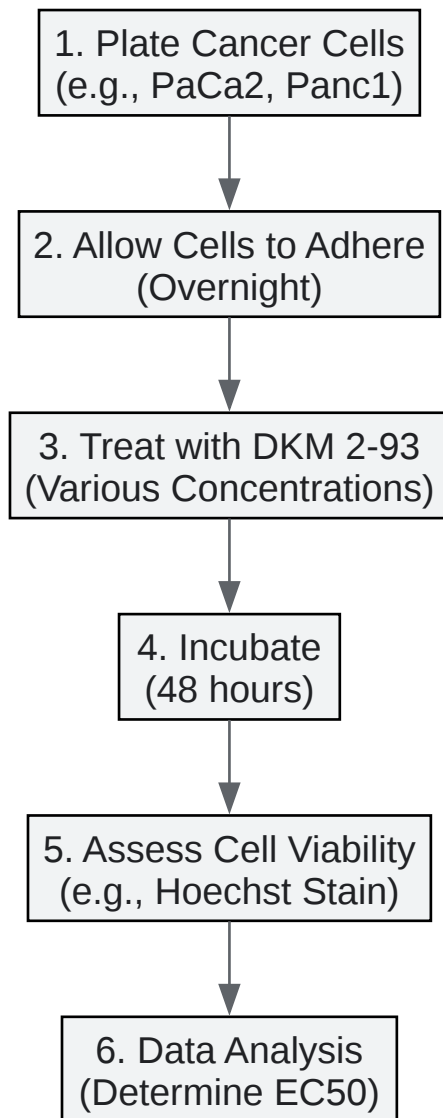 1. Plate Cancer Cells
(e.g., PaCa2, Panc1)
2. Allow Cells to Adhere
(Overnight)
3. Treat with DKM 2-93
(Various Concentrations)
4. Incubate
(48 hours)
5. Assess Cell Viability
(e.g., Hoechst Stain)
6. Data Analysis
(Determine EC50)